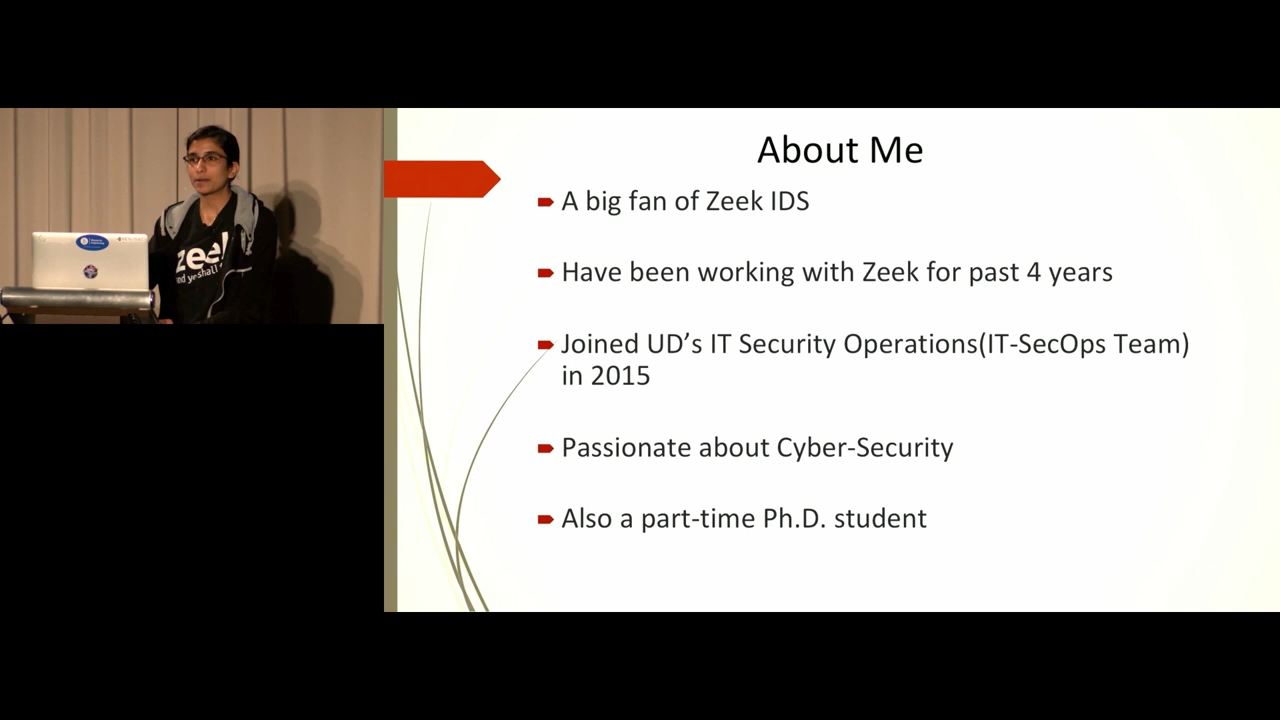 About Me
A big fan of Zeek IDS
Have been working with Zeek for past 4 years
Joined UD’s IT Security Operations(IT-SecOps Team)
in 2015
Passionate about Cyber-Security
Also a part-time Ph.D. student
zeek